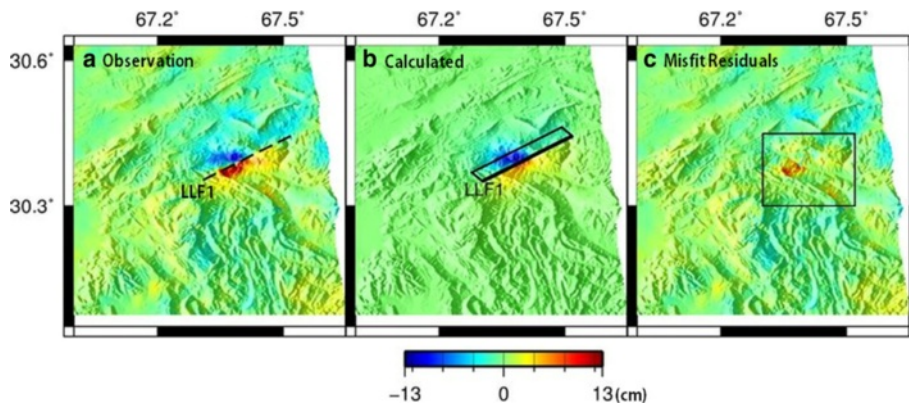 67.2° 67.5° 67.2° 67.5° 67.2° 67.5°
30.6°
a Observation b Calculated c Misfit Residuals
LLF1 LLF1
30.3°
−13 0 13(cm)